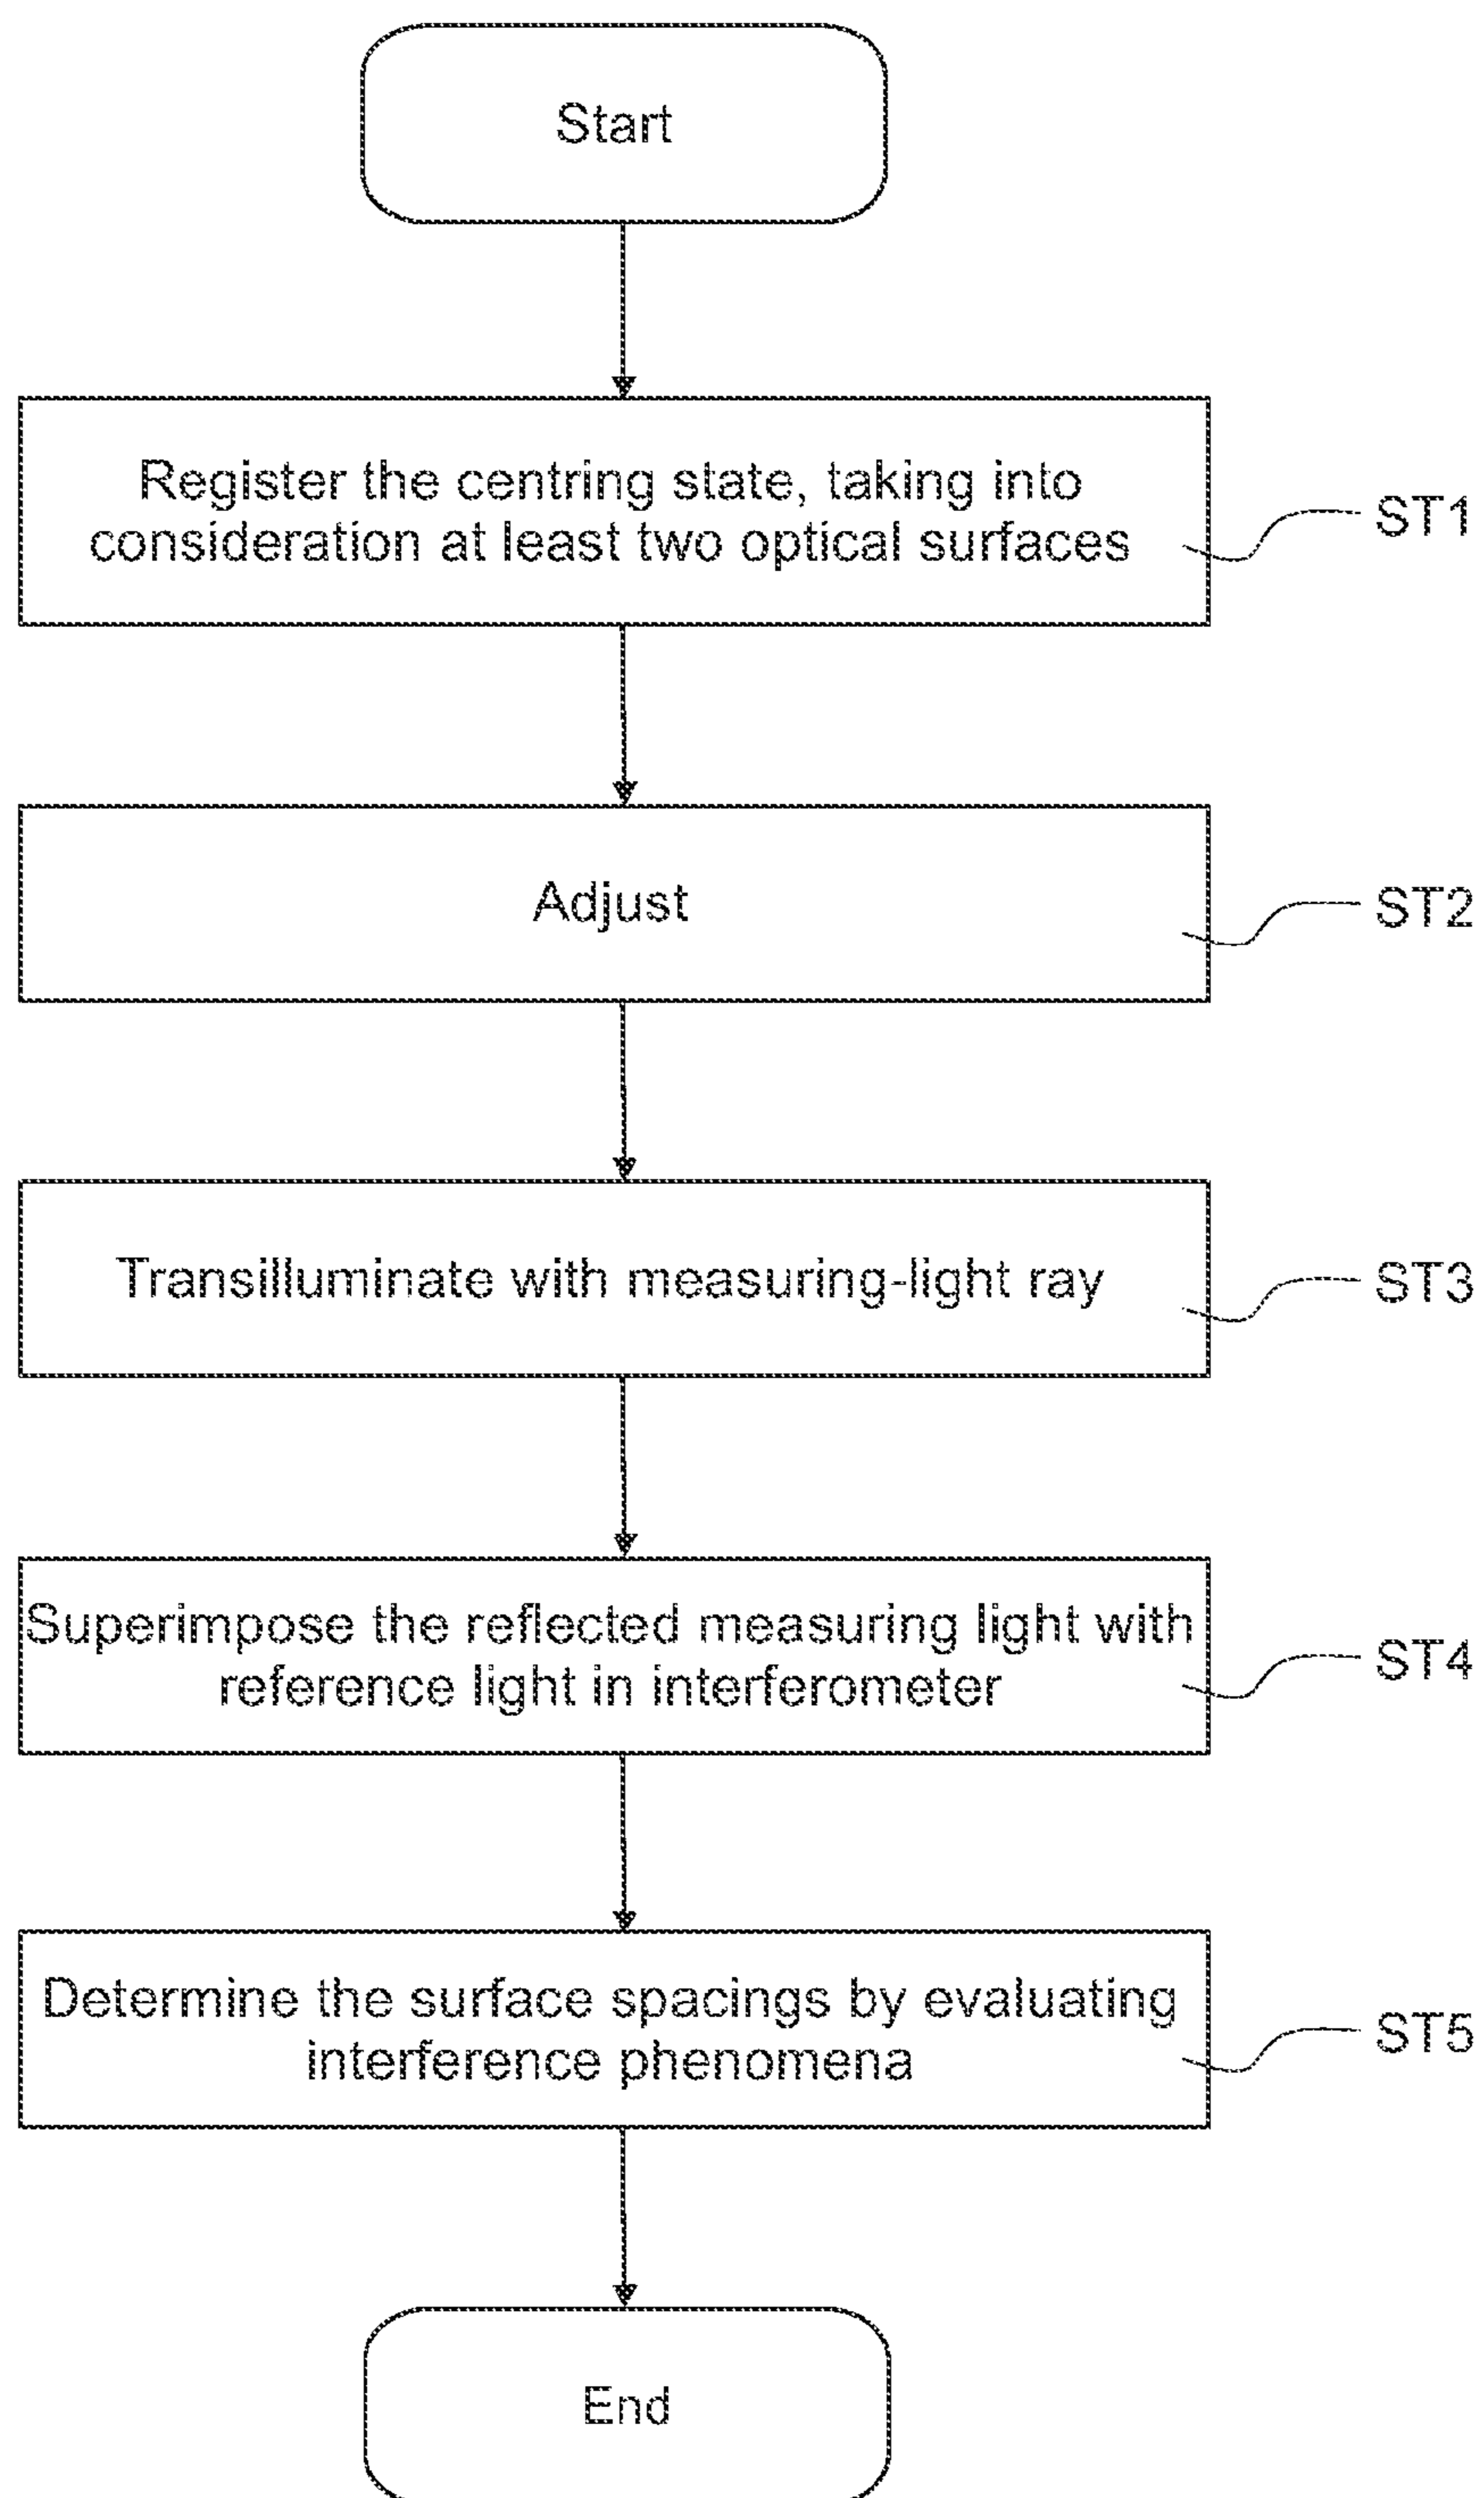 Start
Register the centring state, taking into
consideration at least two optical surfaces
ST1
Adjust
ST2
Transilluminate with measuring-light ray
ST3
Superimpose the reflected measuring light with
reference light in interferometer
ST4
Determine the surface spacings by evaluating
interference phenomena
ST5
End